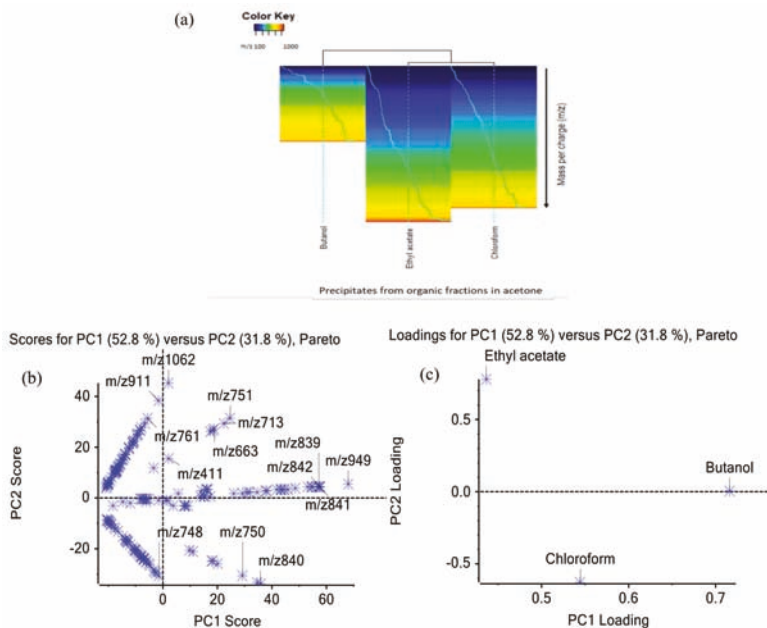 (a)
Color Key
m/z 100 1000
Mass per charge (m/z)
Butanol
Ethyl acetate
Chloroform
Precipitates from organic fractions in acetone
Scores for PC1 (52.8 %) versus PC2 (31.8 %), Pareto
(b)
m/z1062
m/z911
m/z751
m/z713
m/z761
m/z663
m/z839
m/z842
m/z949
m/z411
m/z841
m/z748
m/z750
m/z840
40
20
0
-20
PC2 Score
0 20 40 60
PC1 Score
Loadings for PC1 (52.8 %) versus PC2 (31.8 %), Pareto
(c)
Ethyl acetate
Butanol
Chloroform
0.5
0.0
-0.5
PC2 Loading
0.5 0.6 0.7
PC1 Loading